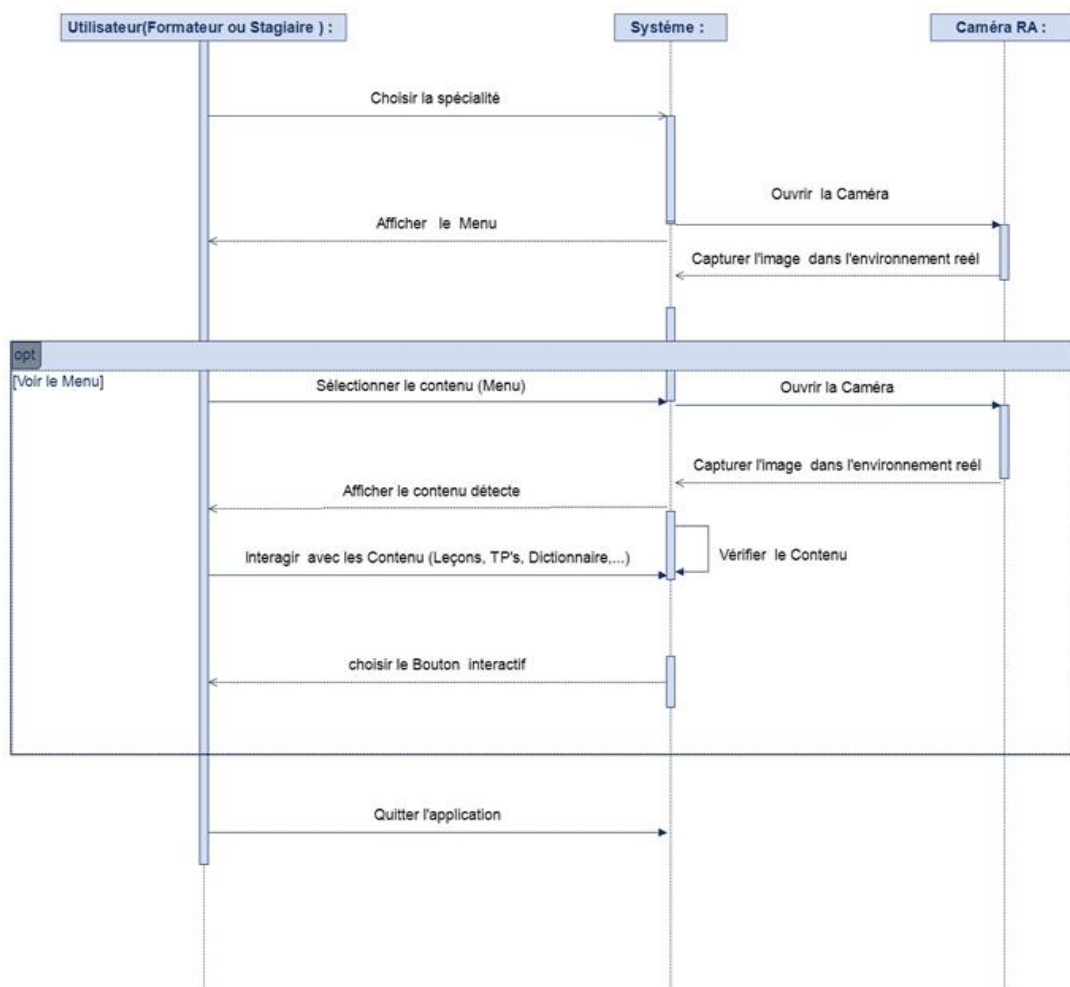 Utilisateur(Formateur ou Stagiaire ) :
Systéme :
Caméra RA :
Choisir la spécialité
Ouvrir la Caméra
Afficher le Menu
Capturer l'image dans l'environnement reél
opt
[Voir le Menu]
Sélectionner le contenu (Menu)
Ouvrir la Caméra
Capturer l'image dans l'environnement reél
Afficher le contenu détecte
Interagir avec les Contenu (Leçons, TP's, Dictionnaire,...)
Vérifier le Contenu
choisir le Bouton interactif
Quitter l'application